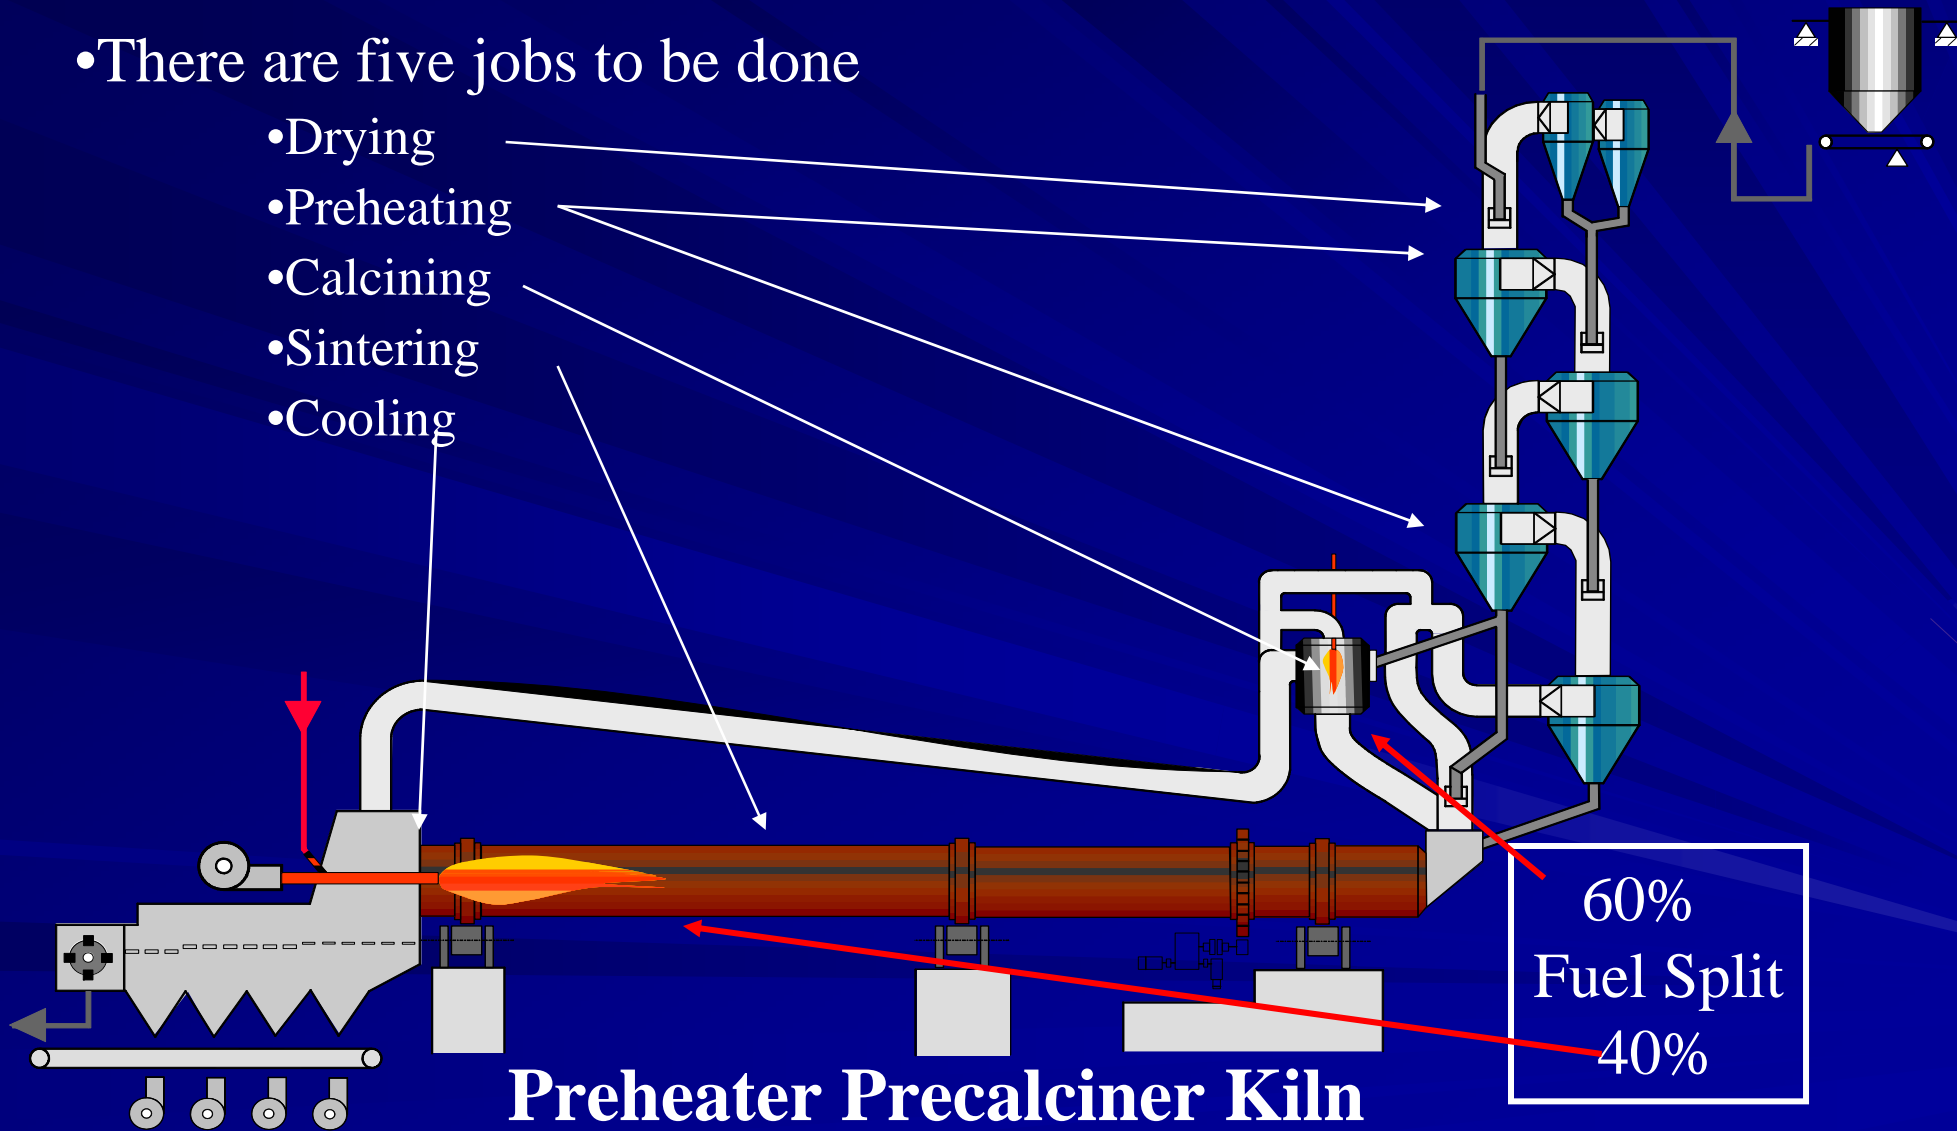 •There are five jobs to be done
•Drying
•Preheating
•Calcining
•Sintering
•Cooling
60%
Fuel Split
40%
Preheater Precalciner Kiln